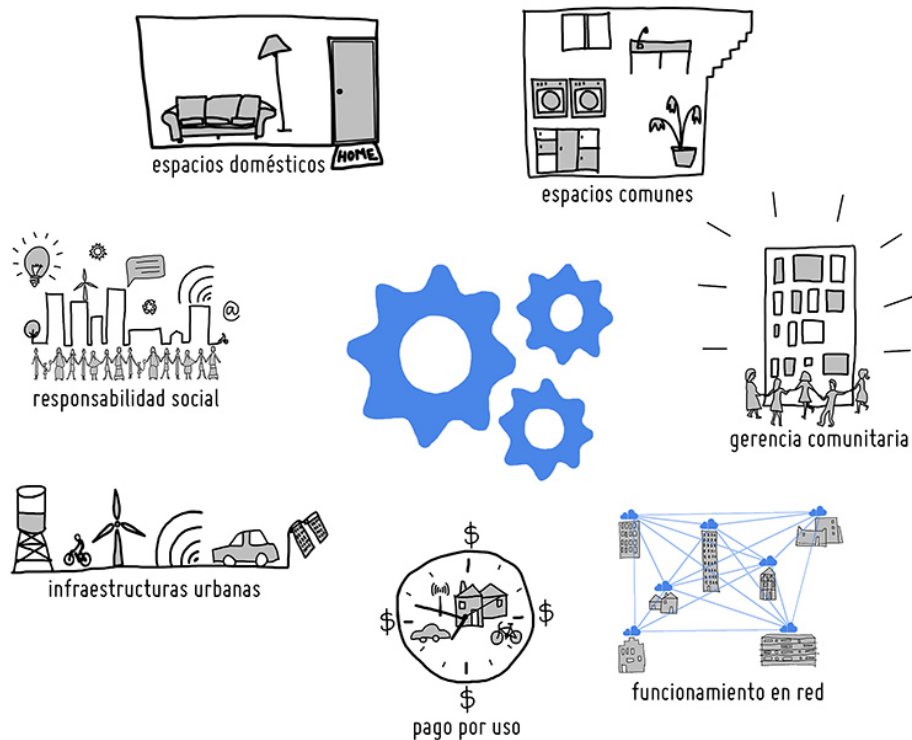 HOME
espacios domésticos
espacios comunes
@
responsabilidad social
gerencia comunitaria
infraestructuras urbanas
$
$
$
$
pago por uso
funcionamiento en red